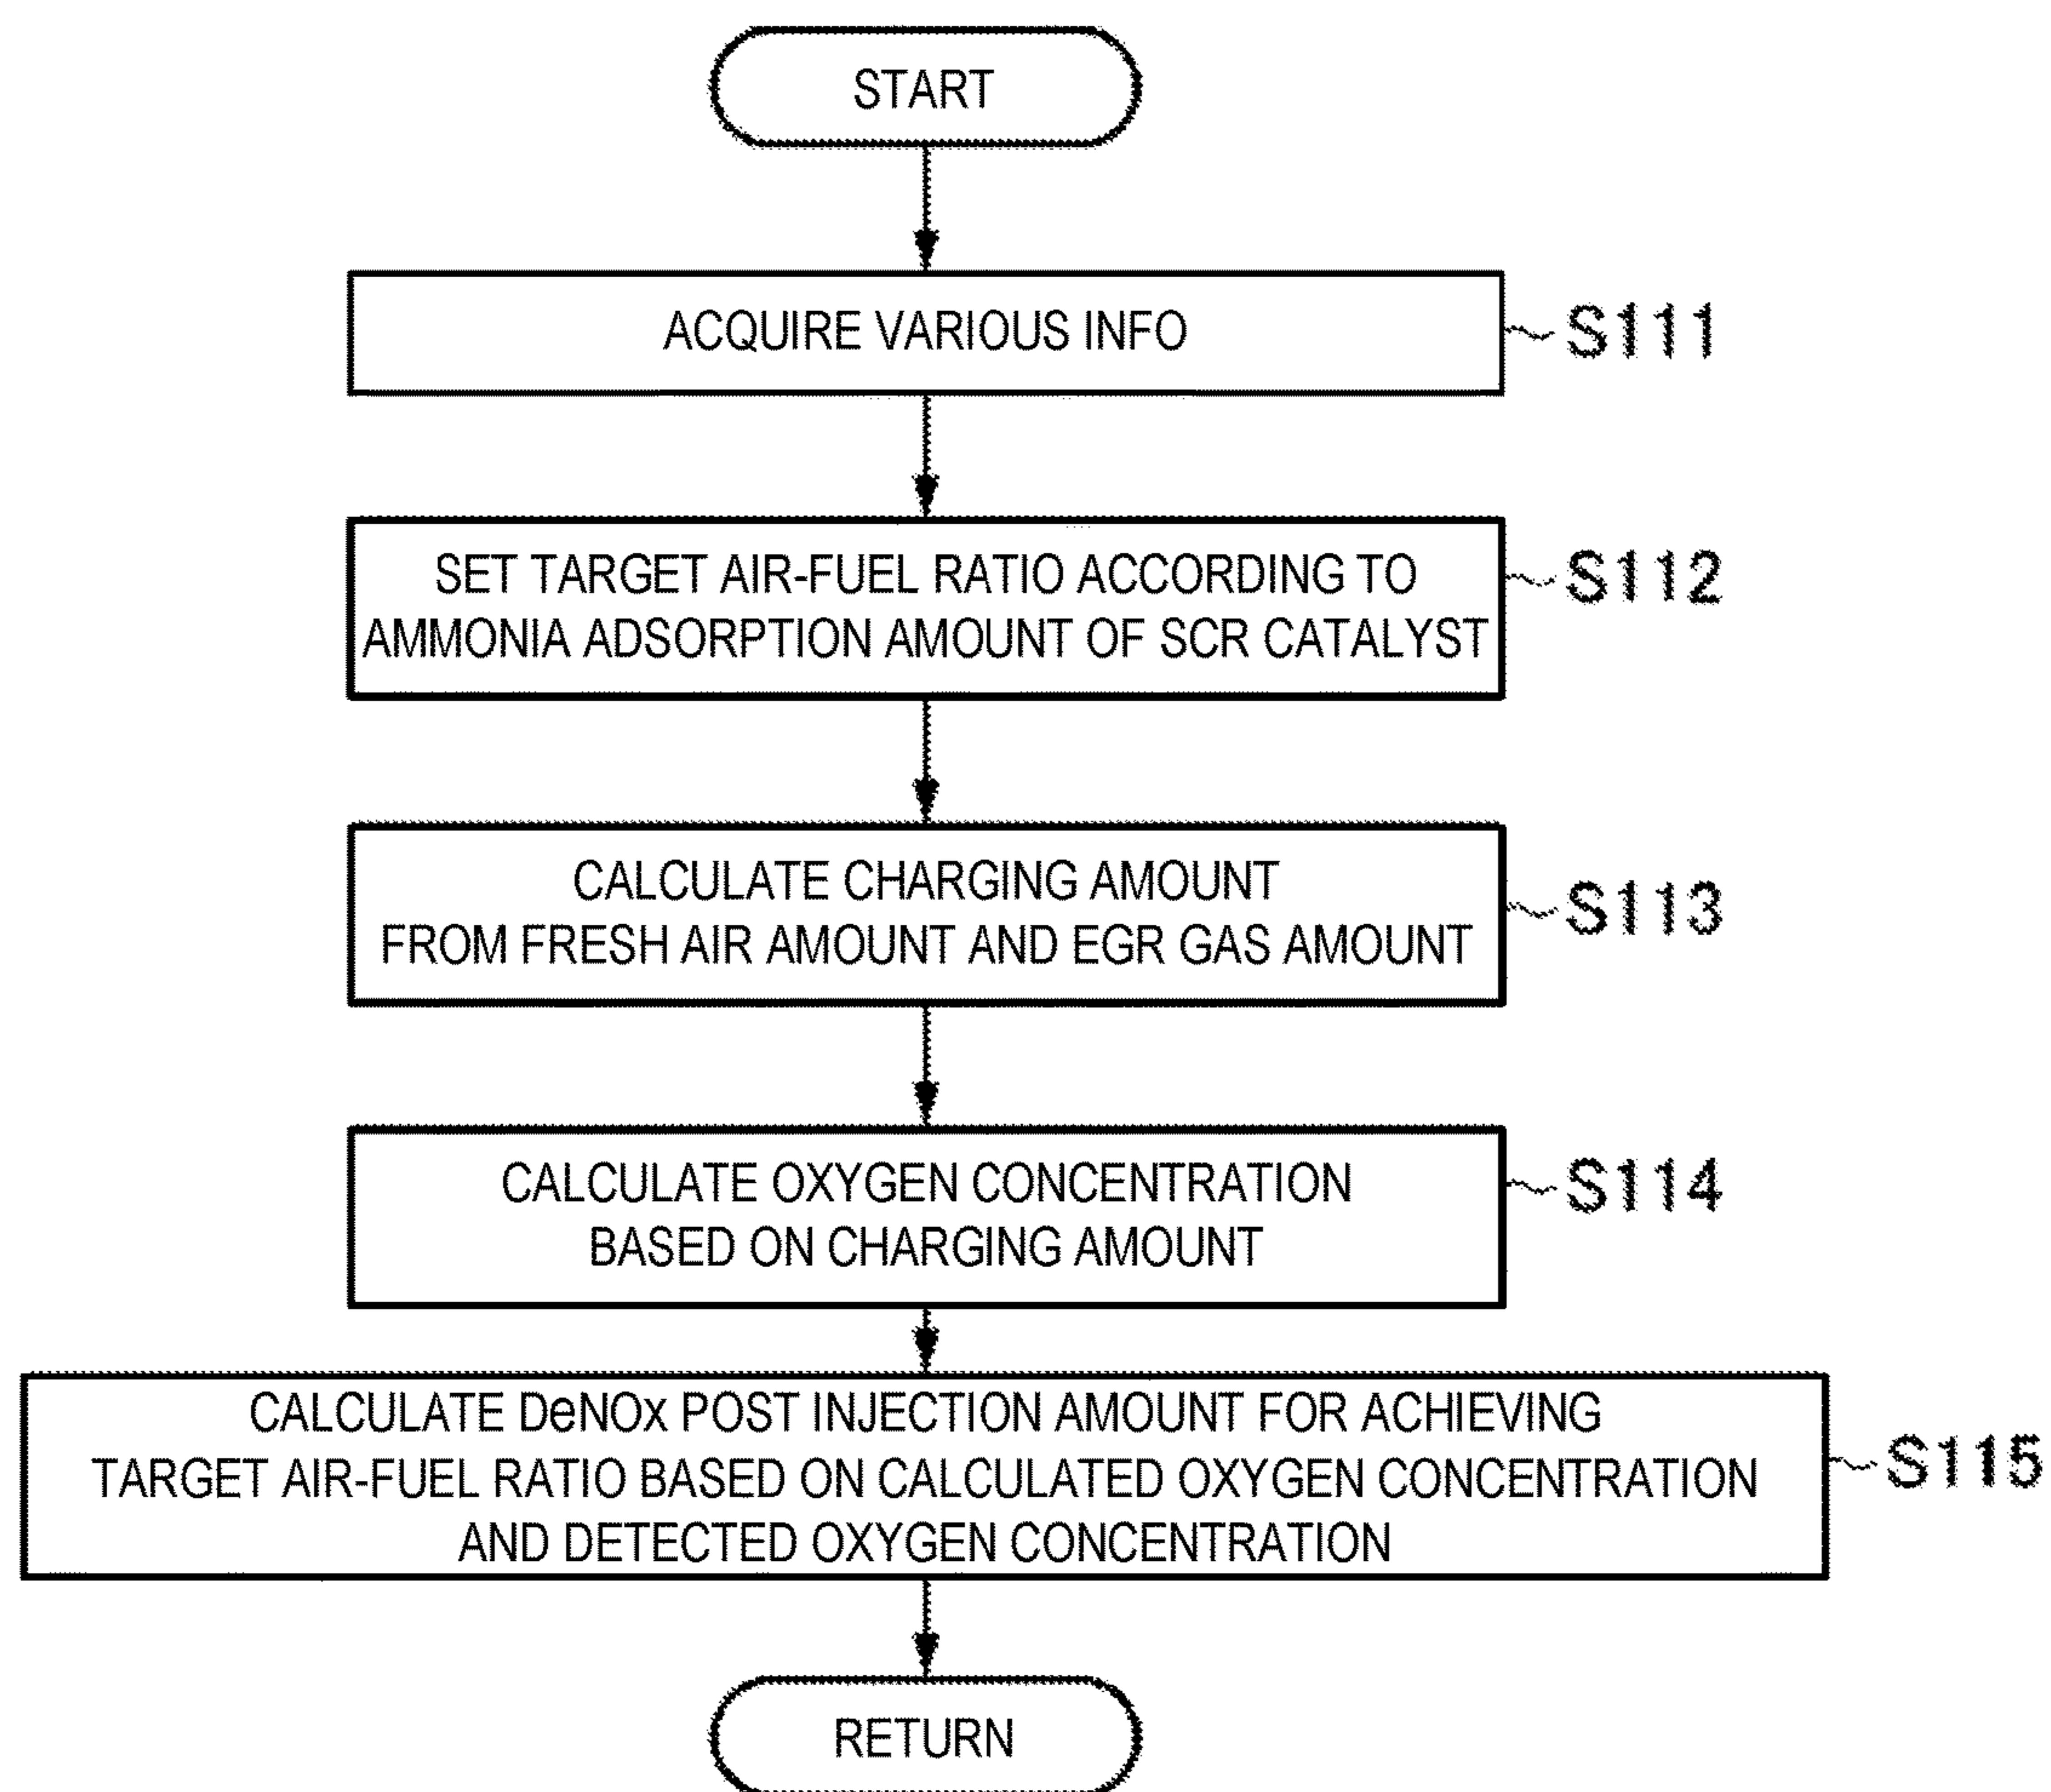 START
ACQUIRE VARIOUS INFO
S111
SET TARGET AIR-FUEL RATIO ACCORDING TO
AMMONIA ADSORPTION AMOUNT OF SCR CATALYST
S112
CALCULATE CHARGING AMOUNT
FROM FRESH AIR AMOUNT AND EGR GAS AMOUNT
S113
CALCULATE OXYGEN CONCENTRATION
BASED ON CHARGING AMOUNT
S114
CALCULATE DeNOx POST INJECTION AMOUNT FOR ACHIEVING
TARGET AIR-FUEL RATIO BASED ON CALCULATED OXYGEN CONCENTRATION
AND DETECTED OXYGEN CONCENTRATION
S115
RETURN